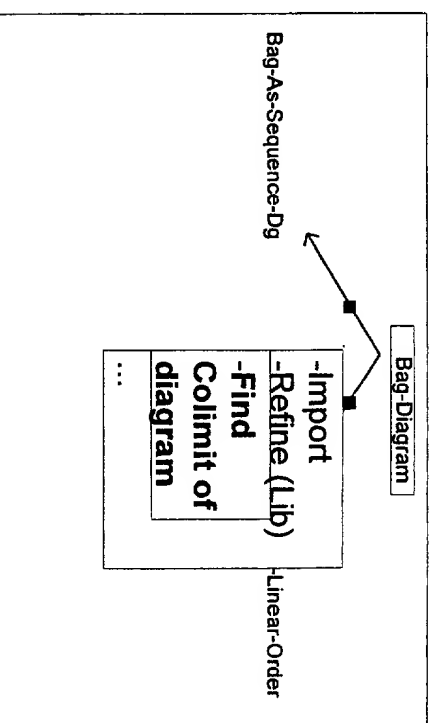 Bag-Diagram
Bag-As-Sequence-Dg
-Linear-Order
-Import
-Refine (Lib)
-Find
Colimit of
diagram
...